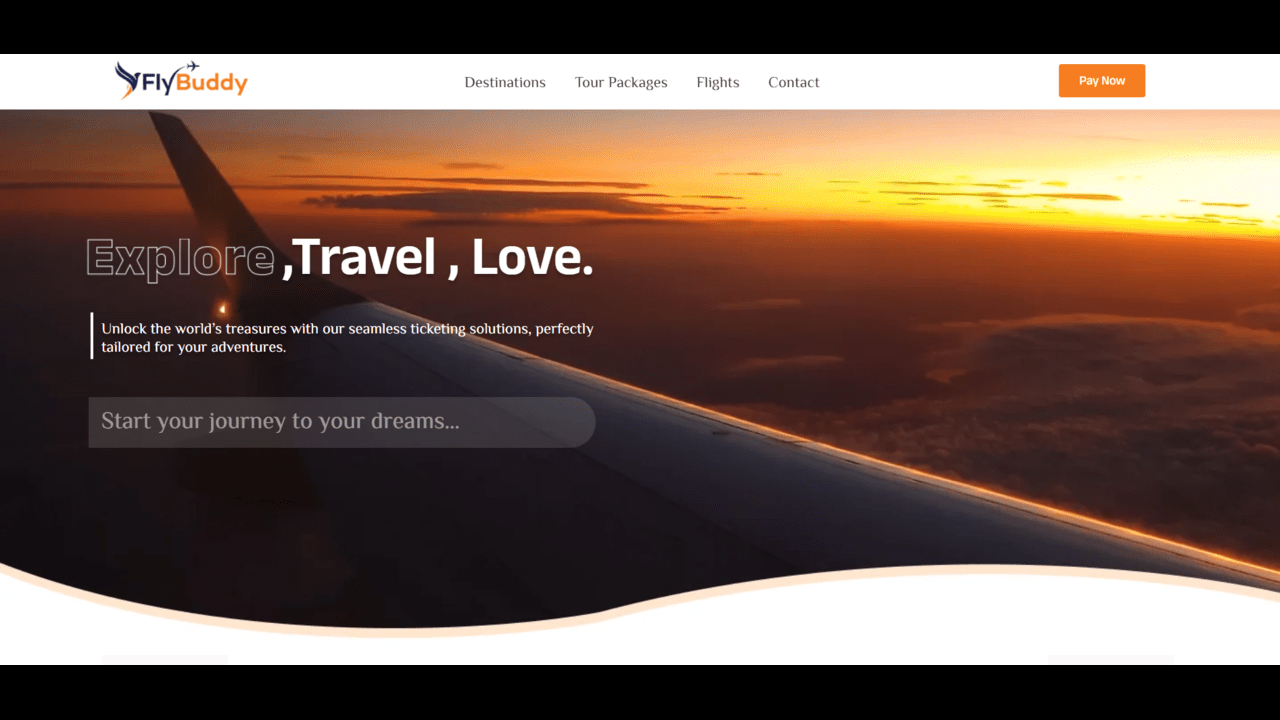 FlyBuddy
Destinations Tour Packages Flights Contact
Pay Now
Explore ,Travel , Love.
Unlock the world's treasures with our seamless ticketing solutions, perfectly
tailored for your adventures.
Start your journey to your dreams...